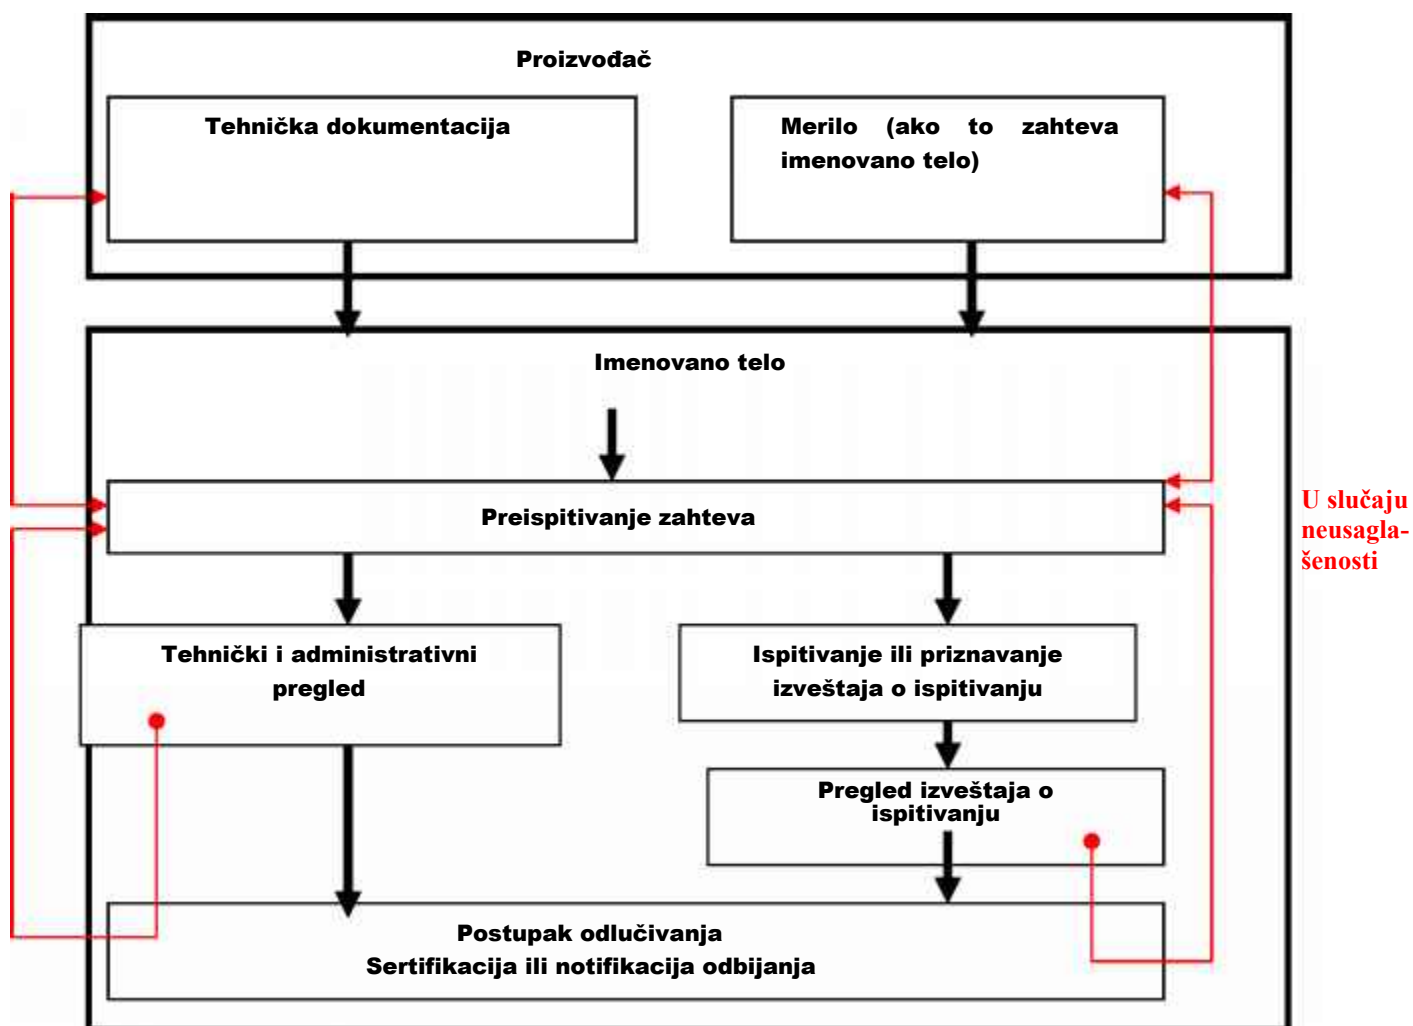 Proizvođač
Tehnička dokumentacija
Merilo (ako to zahteva
imenovano telo)
Imenovano telo
Preispitivanje zahteva
U slučaju
neusagla-
šenosti
Tehnički i administrativni
pregled
Ispitivanje ili priznavanje
izveštaja o ispitivanju
Pregled izveštaja o
ispitivanju
Postupak odlučivanja
Sertifikacija ili notifikacija odbijanja